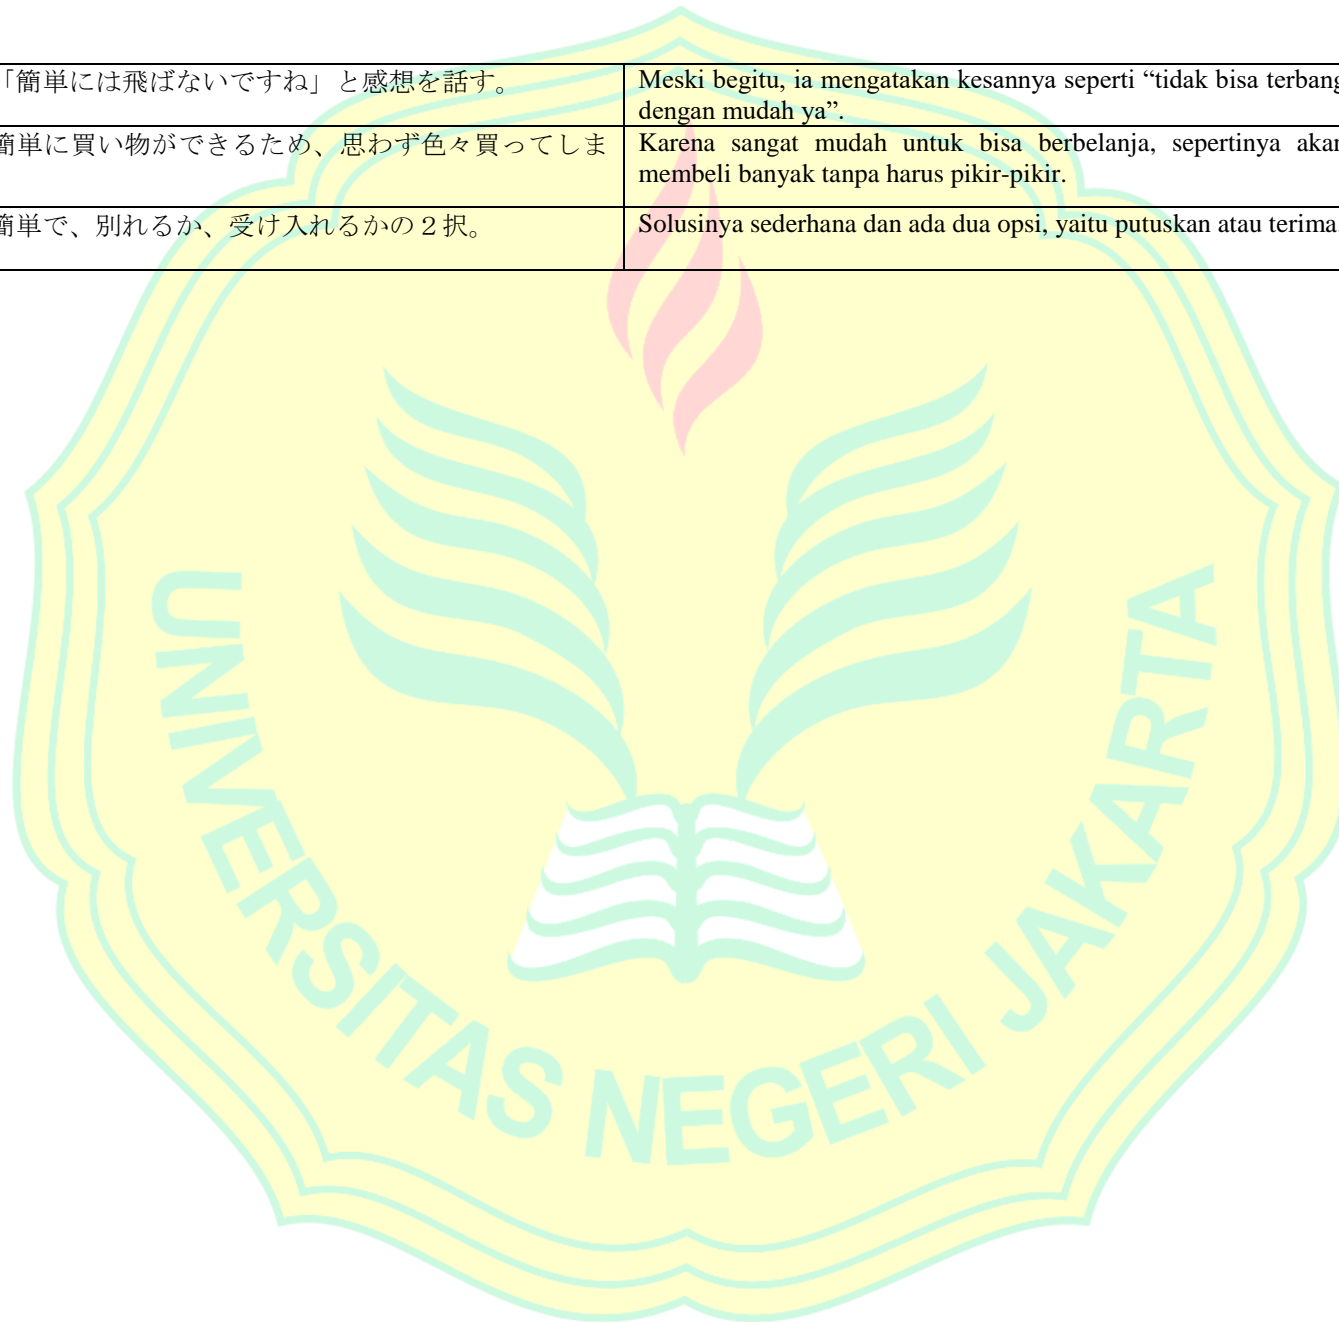 「簡単には飛ばないですね」と感想を話す。
Meski begitu, ia mengatakan kesannya seperti “tidak bisa terbang
dengan mudah ya”.
簡単に買い物ができるため、思わず色々買ってしま
Karena sangat mudah untuk bisa berbelanja, sepertinya akan
membeli banyak tanpa harus pikir-pikir.
簡単で、別れるか、受け入れるかの２択。
Solusinya sederhana dan ada dua opsi, yaitu putuskan atau terima.
UNIVERSITAS NEGERI JAKARTA